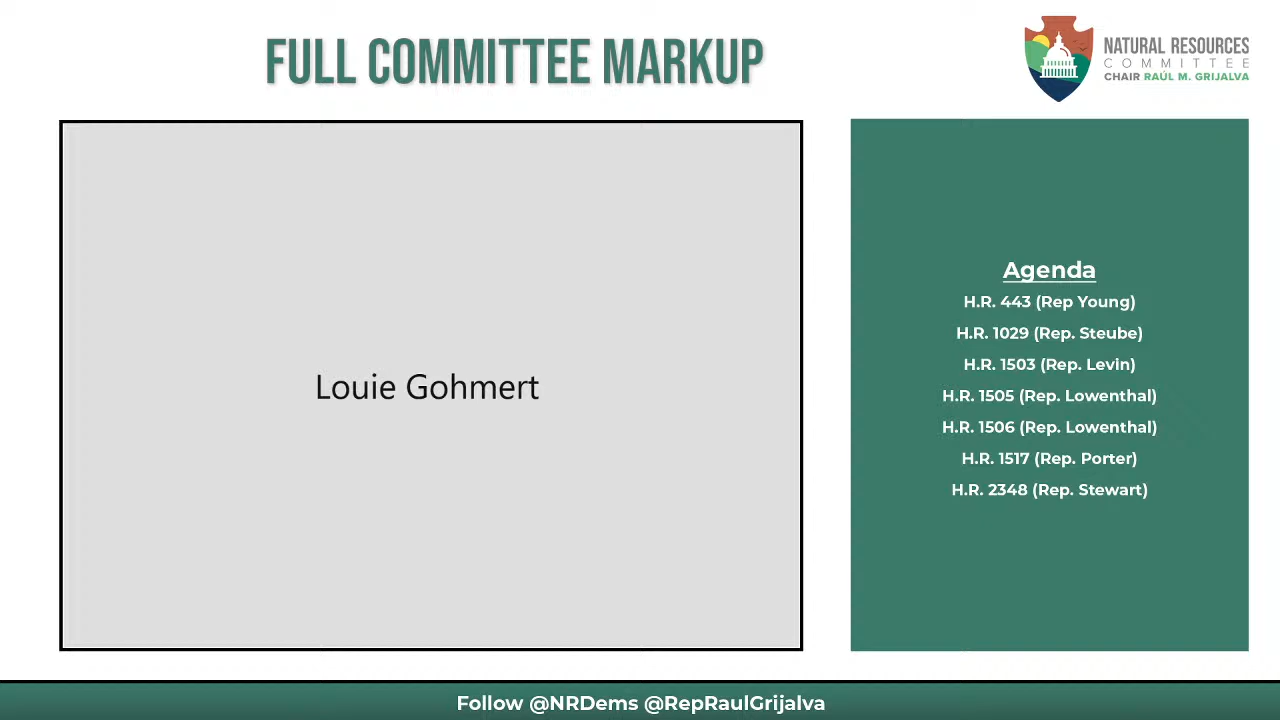 FULL COMMITTEE MARKUP
NATURAL RESOURCES
COMMITTEE
CHAIR RAÚL M. GRIJALVA
Louie Gohmert
Agenda
H.R. 443 (Rep Young)
H.R. 1029 (Rep. Steube)
H.R. 1503 (Rep. Levin)
H.R. 1505 (Rep. Lowenthal)
H.R. 1506 (Rep. Lowenthal)
H.R. 1517 (Rep. Porter)
H.R. 2348 (Rep. Stewart)
Follow @NRDems @RepRaulGrijalva